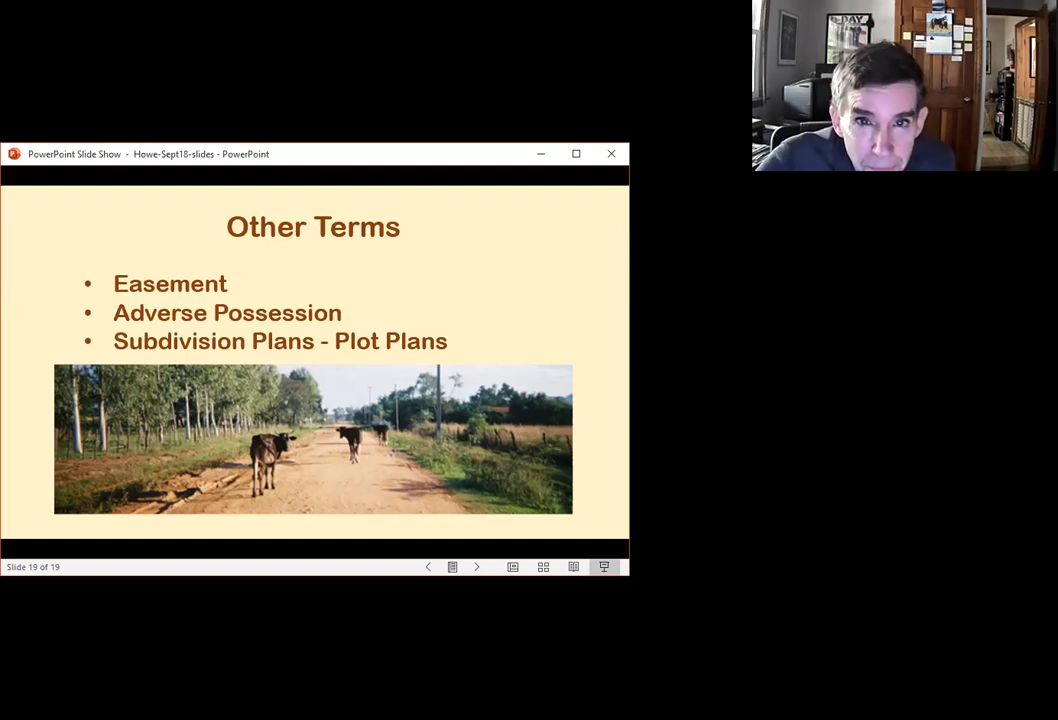 DAY
PowerPoint Slide Show - Howe-Sept18-slides - PowerPoint
Other Terms
• Easement
• Adverse Possession
• Subdivision Plans - Plot Plans
Slide 19 of 19